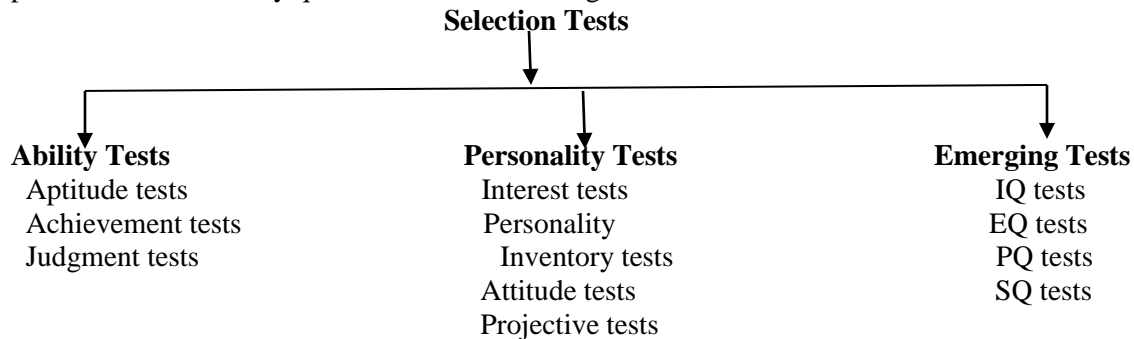 Selection Tests
Ability Tests
Aptitude tests
Achievement tests
Judgment tests
Personality Tests
Interest tests
Personality
Inventory tests
Attitude tests
Projective tests
Emerging Tests
IQ tests
EQ tests
PQ tests
SQ tests